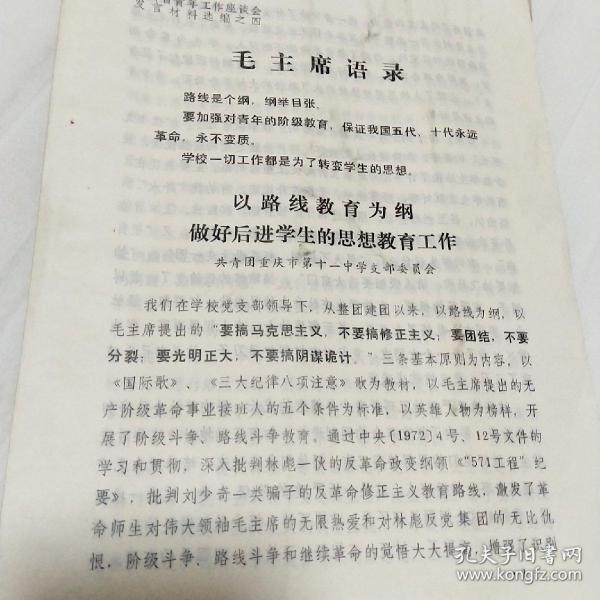 青年工作座谈会
发言材料选编之四
毛主席语录
路线是个纲，纲举目张。
要加强对青年的阶级教育，保证我国五代、十代永远
革命，永不变质。
学校一切工作都是为了转变学生的思想。
以路线教育为纲
做好后进学生的思想教育工作
共青团重庆市第十一中学支部委员会
我们在学校党支部领导下，从整团建团以来，以路线为纲，以
毛主席提出的“要搞马克思主义，不要搞修正主义；要团结，不要
分裂；要光明正大，不要搞阴谋诡计。”三条基本原则为内容，以
《国际歌》、《三大纪律八项注意》歌为教材，以毛主席提出的无
产阶级革命事业接班人的五个条件为标准，以英雄人物为榜样，开
展了阶级斗争、路线斗争教育。通过中央〔1972〕4号、12号文件的
学习和贯彻，深入批判林彪一伙的反革命政变纲领《“571工程”纪
要》，批判刘少奇一类骗子的反革命修正主义教育路线，激发了革
命师生对伟大领袖毛主席的无限热爱和对林彪反党集团的无比仇
恨，阶级斗争、路线斗争和继续革命的觉悟大大提高，增强了识别
孔夫子旧书网
www.kongfz.com